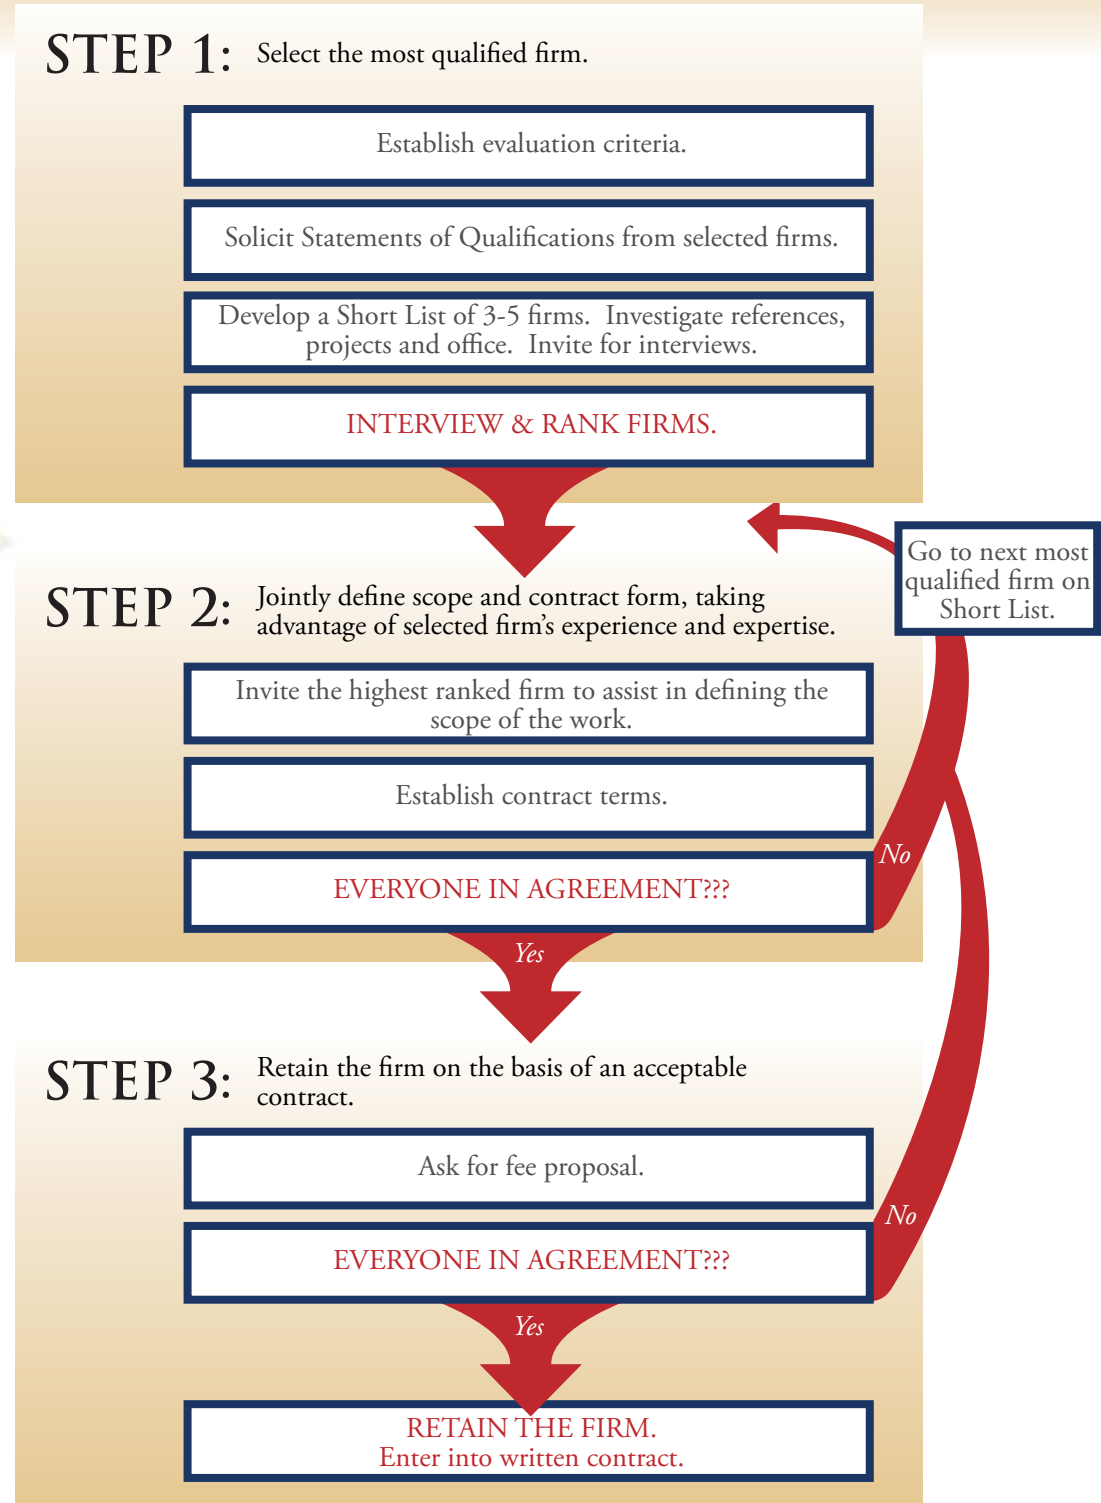 STEP 1: Select the most qualified firm.
Establish evaluation criteria.
Solicit Statements of Qualifications from selected firms.
Develop a Short List of 3-5 firms.  Investigate references,
projects and office.  Invite for interviews.
INTERVIEW & RANK FIRMS.
Go to next most
qualified firm on
Short List.
STEP 2: Jointly define scope and contract form, taking
advantage of selected firm's experience and expertise.
Invite the highest ranked firm to assist in defining the
scope of the work.
Establish contract terms.
No
EVERYONE IN AGREEMENT???
Yes
STEP 3: Retain the firm on the basis of an acceptable
contract.
Ask for fee proposal.
No
EVERYONE IN AGREEMENT???
Yes
RETAIN THE FIRM.
Enter into written contract.